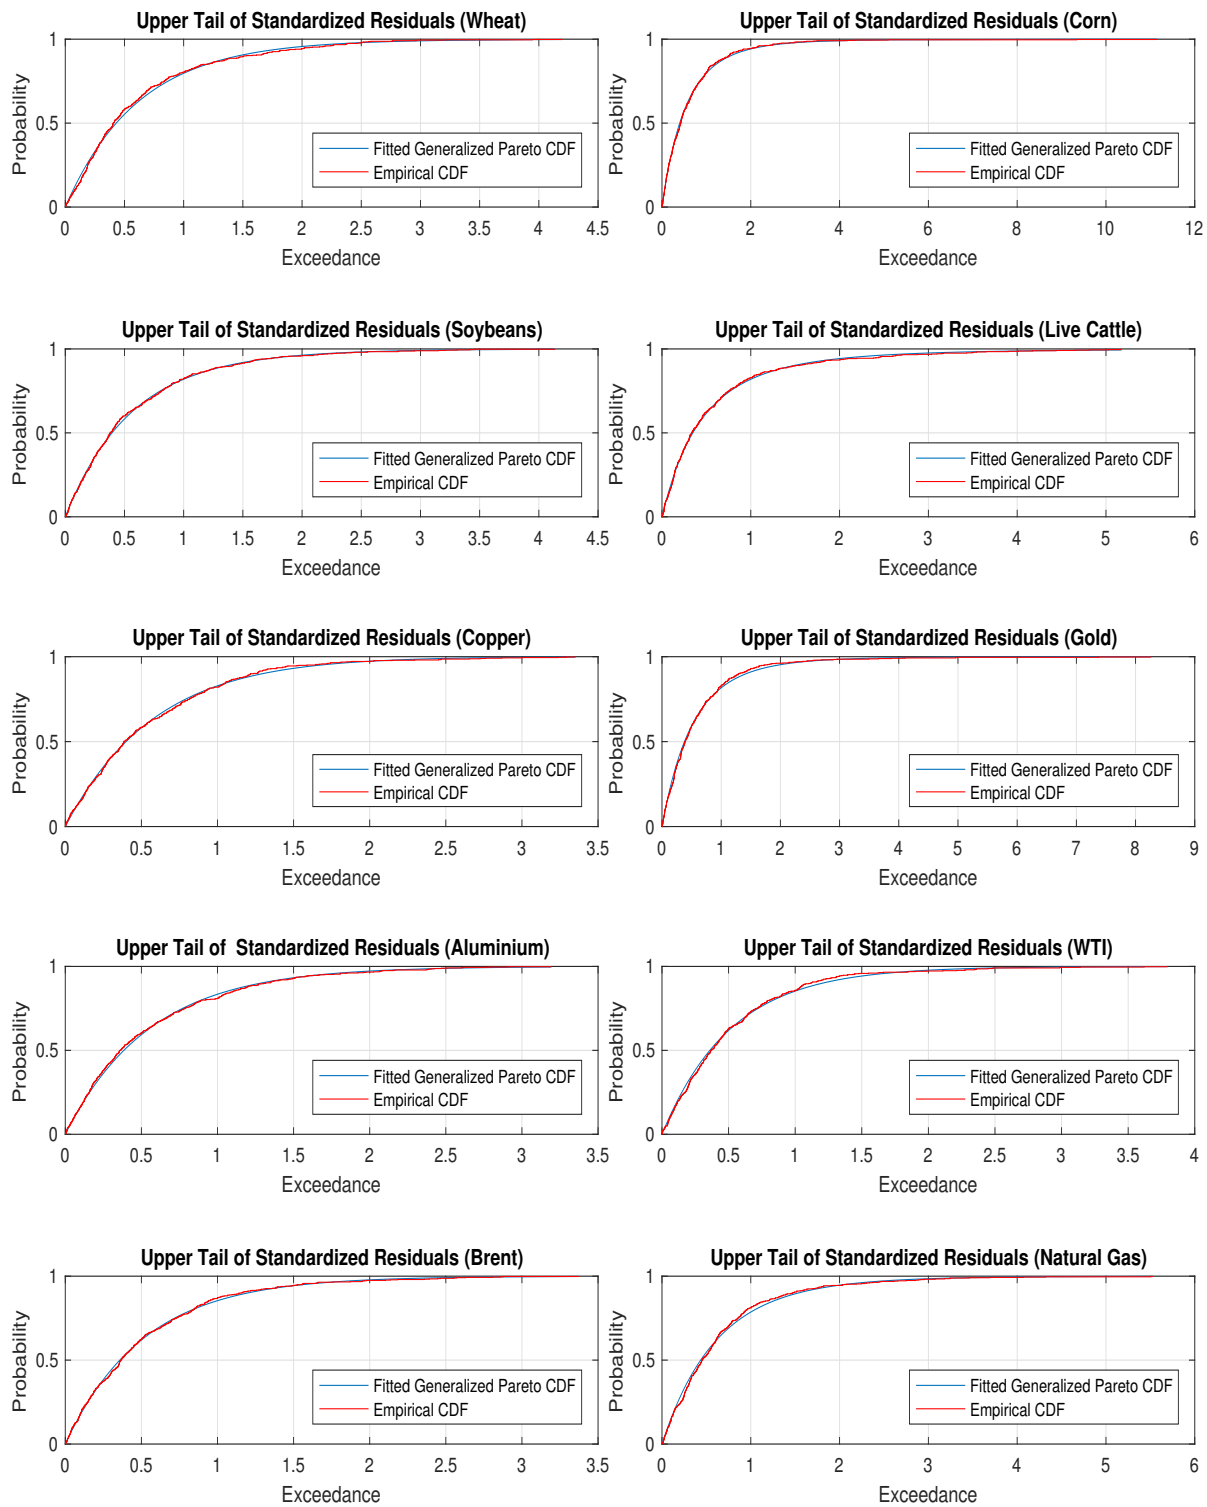 Upper Tail of Standardized Residuals (Wheat)
1
0.5
0
Probability
Fitted Generalized Pareto CDF
Empirical CDF
0 0.5 1 1.5 2 2.5 3 3.5 4 4.5
Exceedance
Upper Tail of Standardized Residuals (Corn)
1
0.5
0
Probability
Fitted Generalized Pareto CDF
Empirical CDF
0 2 4 6 8 10 12
Exceedance
Upper Tail of Standardized Residuals (Soybeans)
1
0.5
0
Probability
Fitted Generalized Pareto CDF
Empirical CDF
0 0.5 1 1.5 2 2.5 3 3.5 4 4.5
Exceedance
Upper Tail of Standardized Residuals (Live Cattle)
1
0.5
0
Probability
Fitted Generalized Pareto CDF
Empirical CDF
0 1 2 3 4 5 6
Exceedance
Upper Tail of Standardized Residuals (Copper)
1
0.5
0
Probability
Fitted Generalized Pareto CDF
Empirical CDF
0 0.5 1 1.5 2 2.5 3 3.5
Exceedance
Upper Tail of Standardized Residuals (Gold)
1
0.5
0
Probability
Fitted Generalized Pareto CDF
Empirical CDF
0 1 2 3 4 5 6 7 8 9
Exceedance
Upper Tail of  Standardized Residuals (Aluminium)
1
0.5
0
Probability
Fitted Generalized Pareto CDF
Empirical CDF
0 0.5 1 1.5 2 2.5 3 3.5
Exceedance
Upper Tail of Standardized Residuals (WTI)
1
0.5
0
Probability
Fitted Generalized Pareto CDF
Empirical CDF
0 0.5 1 1.5 2 2.5 3 3.5 4
Exceedance
Upper Tail of Standardized Residuals (Brent)
1
0.5
0
Probability
Fitted Generalized Pareto CDF
Empirical CDF
0 0.5 1 1.5 2 2.5 3 3.5
Exceedance
Upper Tail of Standardized Residuals (Natural Gas)
1
0.5
0
Probability
Fitted Generalized Pareto CDF
Empirical CDF
0 1 2 3 4 5 6
Exceedance